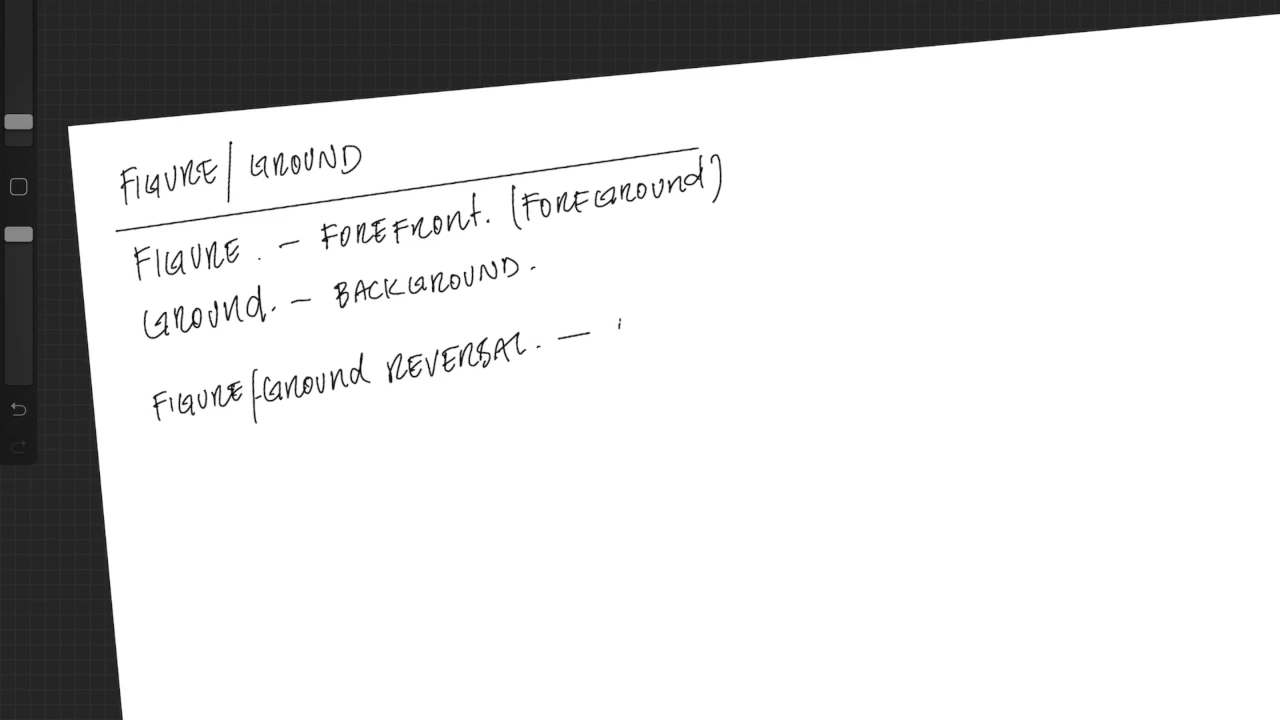 FIGURE/GROUND
FIGURE. – FOREFRONT. (FOREGROUND)
GROUND. – BACKGROUND.
FIGURE/GROUND REVERSAL. –